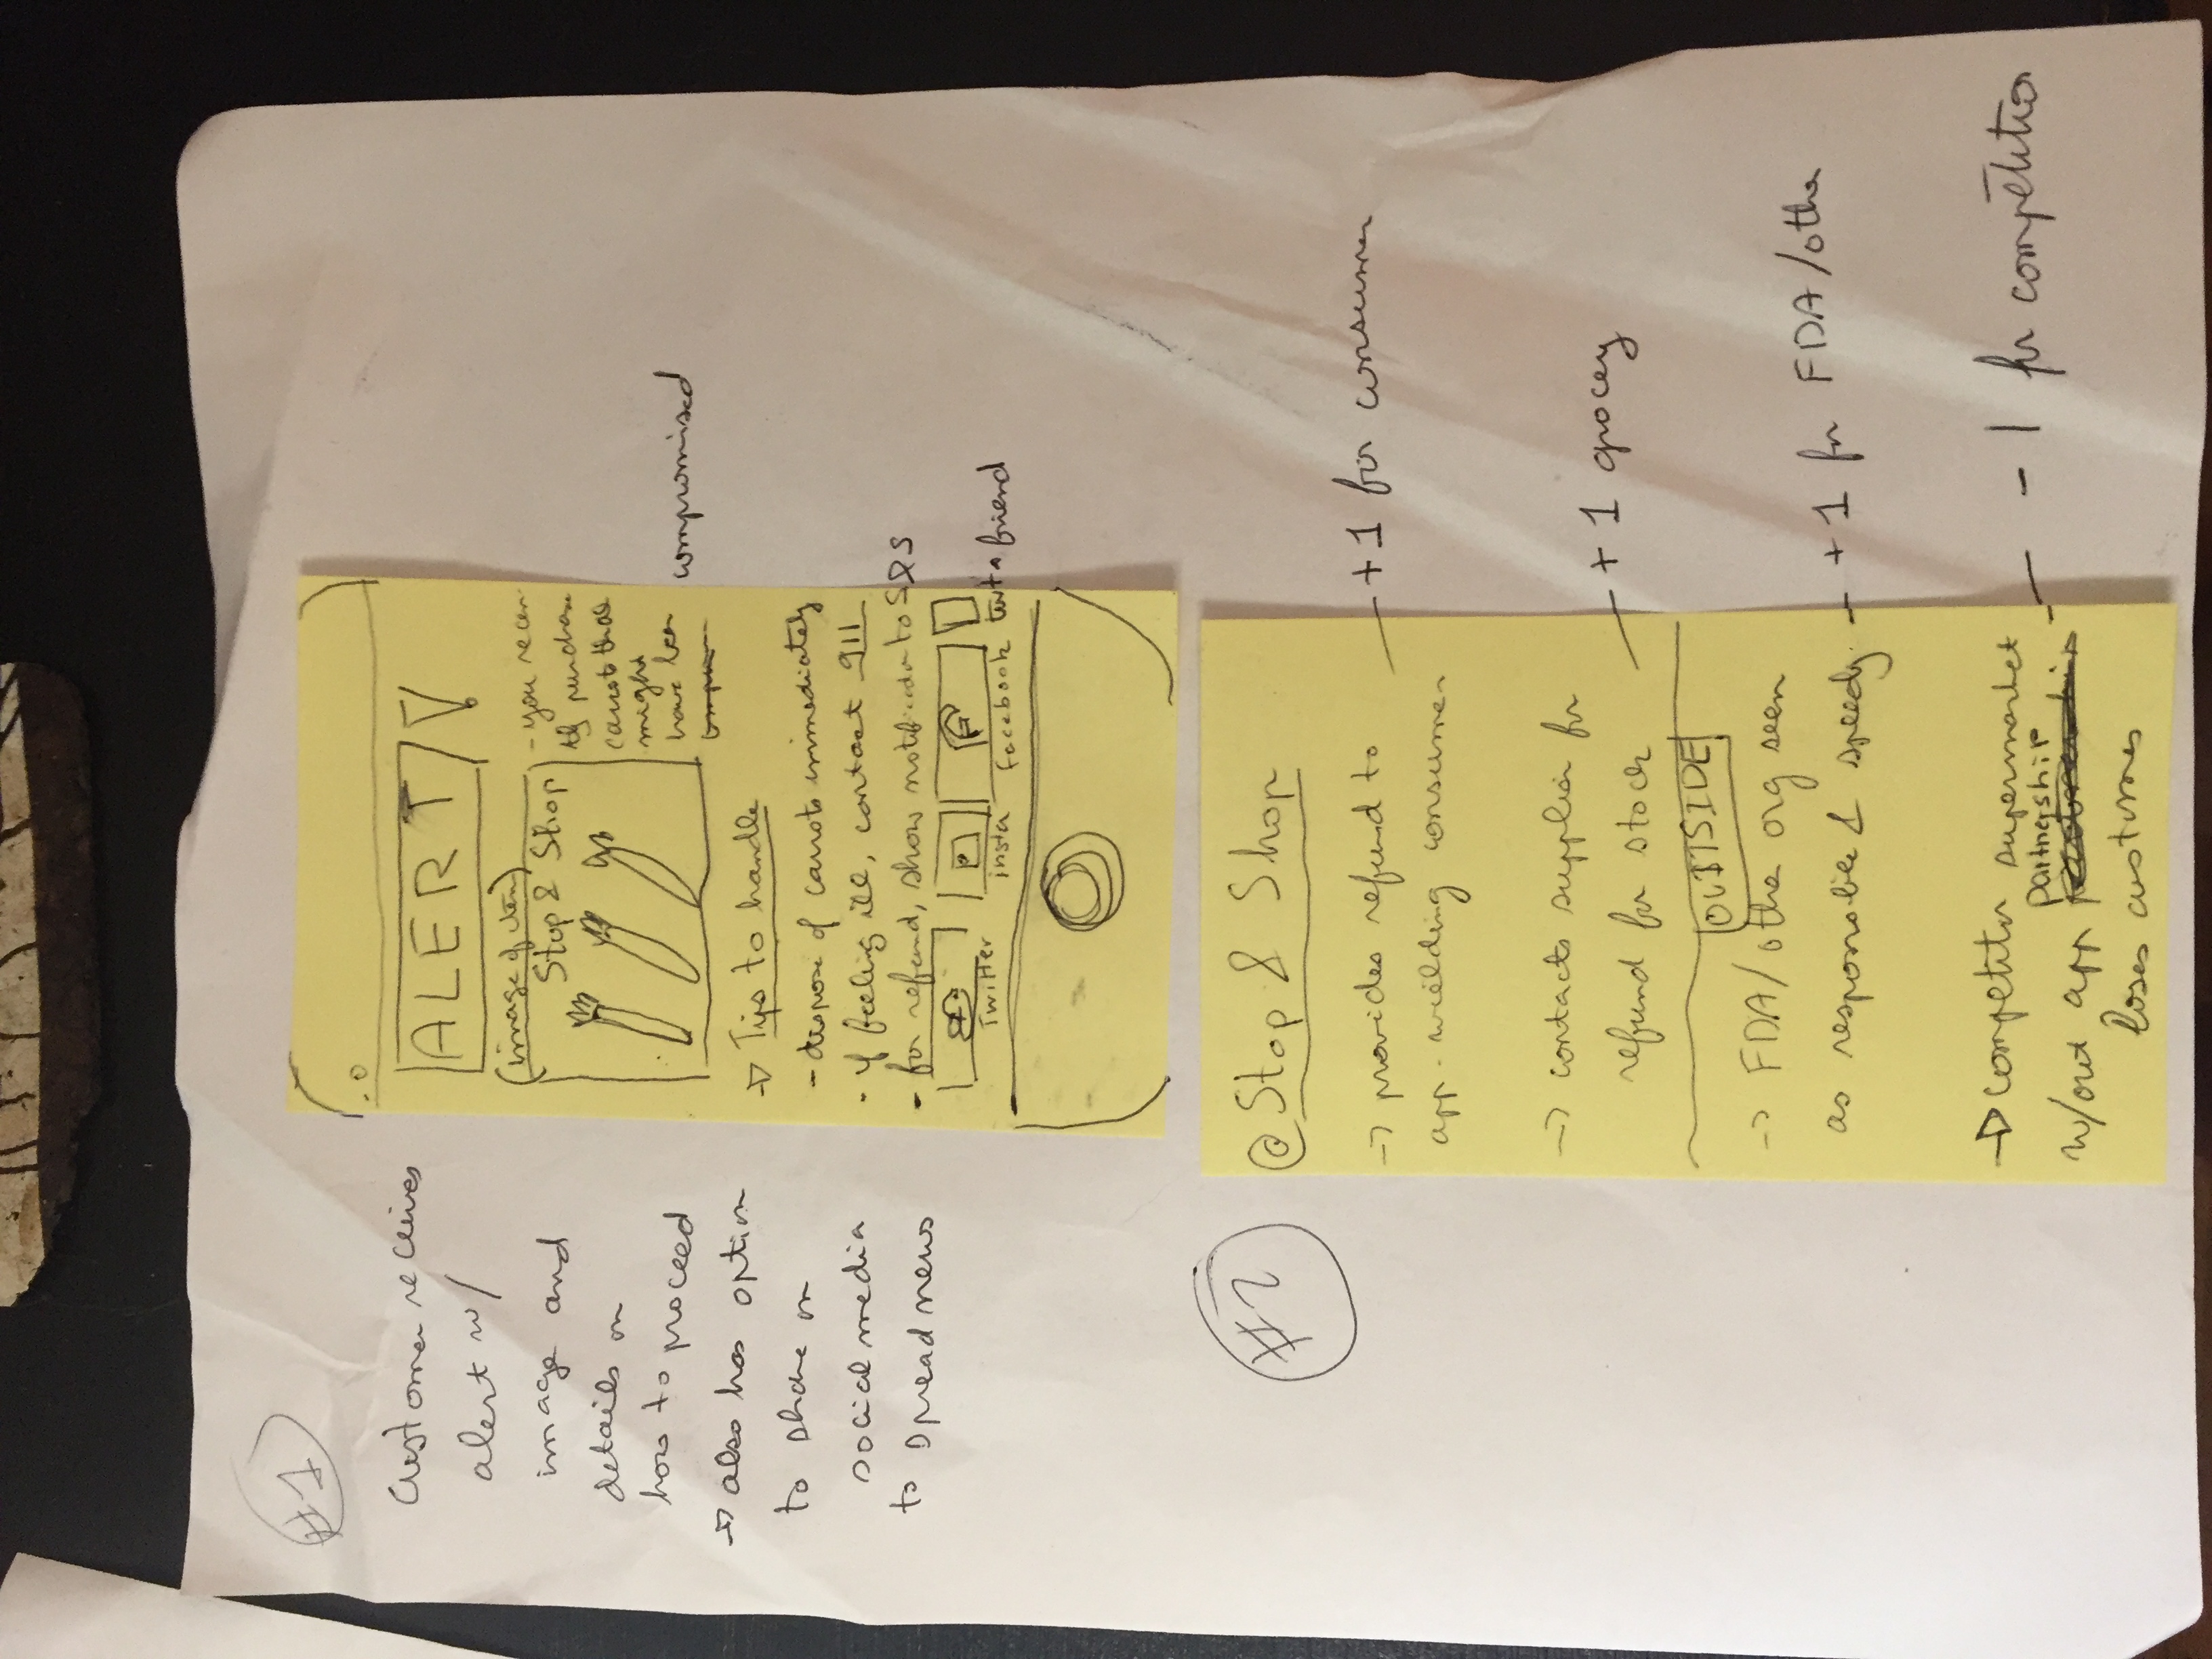 #1
Customer receives
alert w/
image and
details on
how to proceed
→ also has option
to share on
social media
to spread news
ALERT !
(image of item)
Stop & Shop
- you recen-
tly purchase
carrots that
might
have been
compromised
→ Tips to handle
- dispose of carrots immediately
- if feeling ill, contact 911
- for refund, show notification to S&S
Twitter
insta
facebook
text a friend
#2
@ Stop & Shop
→ provides refund to
app-wielding consumer
+1 for consumer
→ contacts supplier for
refund for stock
+1 grocery
OUTSIDE
→ FDA/other org seen
as responsible & speedy
+1 for FDA/other
→ competitor supermarket
partnership
w/out app
loses customers
-1 for competitor